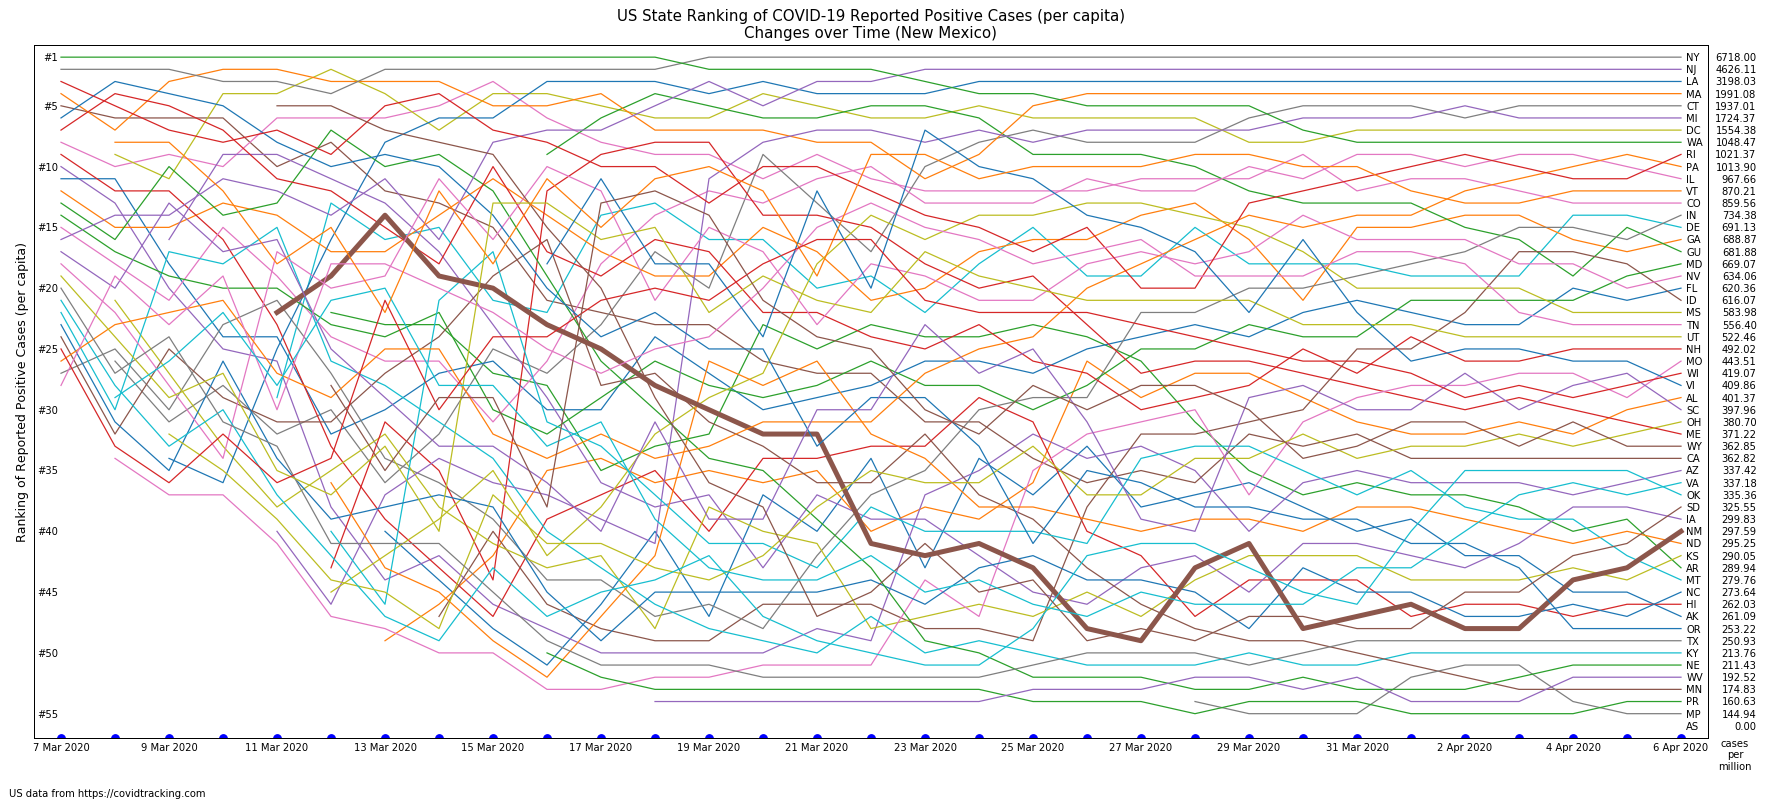 US State Ranking of COVID-19 Reported Positive Cases (per capita)
Changes over Time (New Mexico)
Ranking of Reported Positive Cases (per capita)
#1
#5
#10
#15
#20
#25
#30
#35
#40
#45
#50
#55
NY 6718.00
NJ 4626.11
LA 3198.03
MA 1991.08
CT 1937.01
MI 1724.37
DC 1554.38
WA 1048.47
RI 1021.37
PA 1013.90
IL 967.66
VT 870.21
CO 859.56
IN 734.38
DE 691.13
GA 688.87
GU 681.88
MD 669.07
NV 634.06
FL 620.36
ID 616.07
MS 583.98
TN 556.40
UT 522.46
NH 492.02
MO 443.51
WI 419.07
VI 409.86
AL 401.37
SC 397.96
OH 380.70
ME 371.22
WY 362.85
CA 362.82
AZ 337.42
VA 337.18
OK 335.36
SD 325.55
IA 299.83
NM 297.59
ND 295.25
KS 290.05
AR 289.94
MT 279.76
NC 273.64
HI 262.03
AK 261.09
OR 253.22
TX 250.93
KY 213.76
NE 211.43
WV 192.52
MN 174.83
PR 160.63
MP 144.94
AS 0.00
7 Mar 2020 9 Mar 2020 11 Mar 2020 13 Mar 2020 15 Mar 2020 17 Mar 2020 19 Mar 2020 21 Mar 2020 23 Mar 2020 25 Mar 2020 27 Mar 2020 29 Mar 2020 31 Mar 2020 2 Apr 2020 4 Apr 2020 6 Apr 2020
cases
per
million
US data from https://covidtracking.com